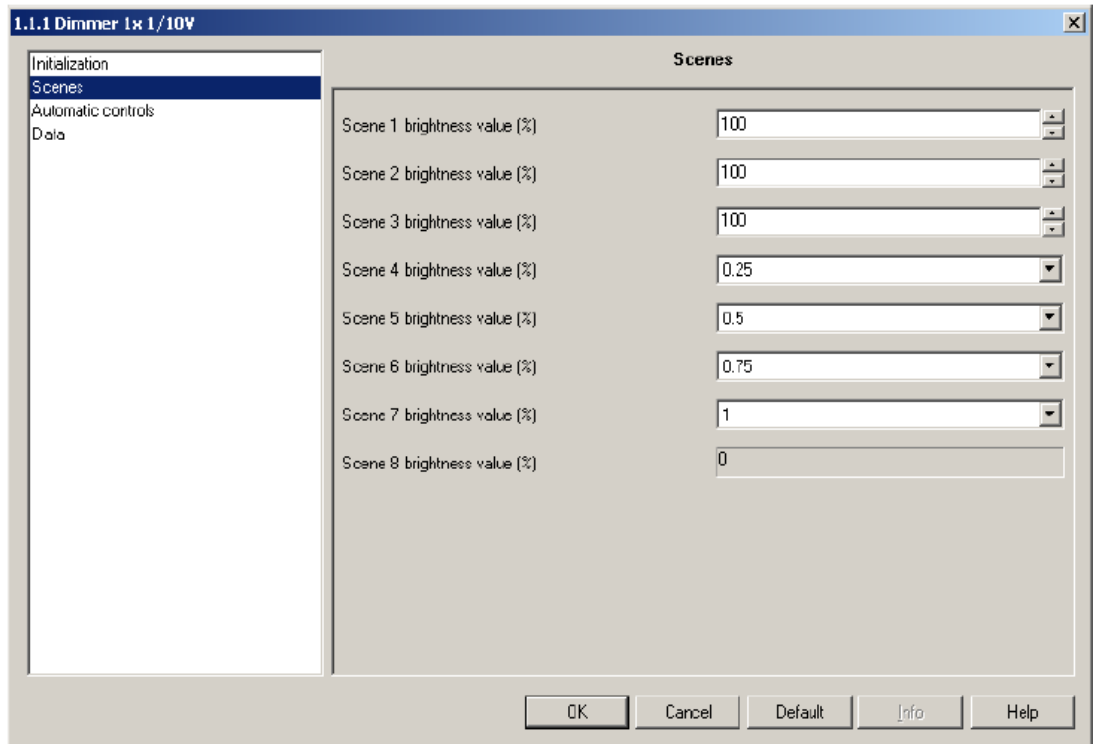 1.1.1 Dimmer 1x 1/10V
Initialization
Scenes
Automatic controls
Data
Scenes
Scene 1 brightness value (%)
100
Scene 2 brightness value (%)
100
Scene 3 brightness value (%)
100
Scene 4 brightness value (%)
0.25
Scene 5 brightness value (%)
0.5
Scene 6 brightness value (%)
0.75
Scene 7 brightness value (%)
1
Scene 8 brightness value (%)
0
OK
Cancel
Default
Info
Help